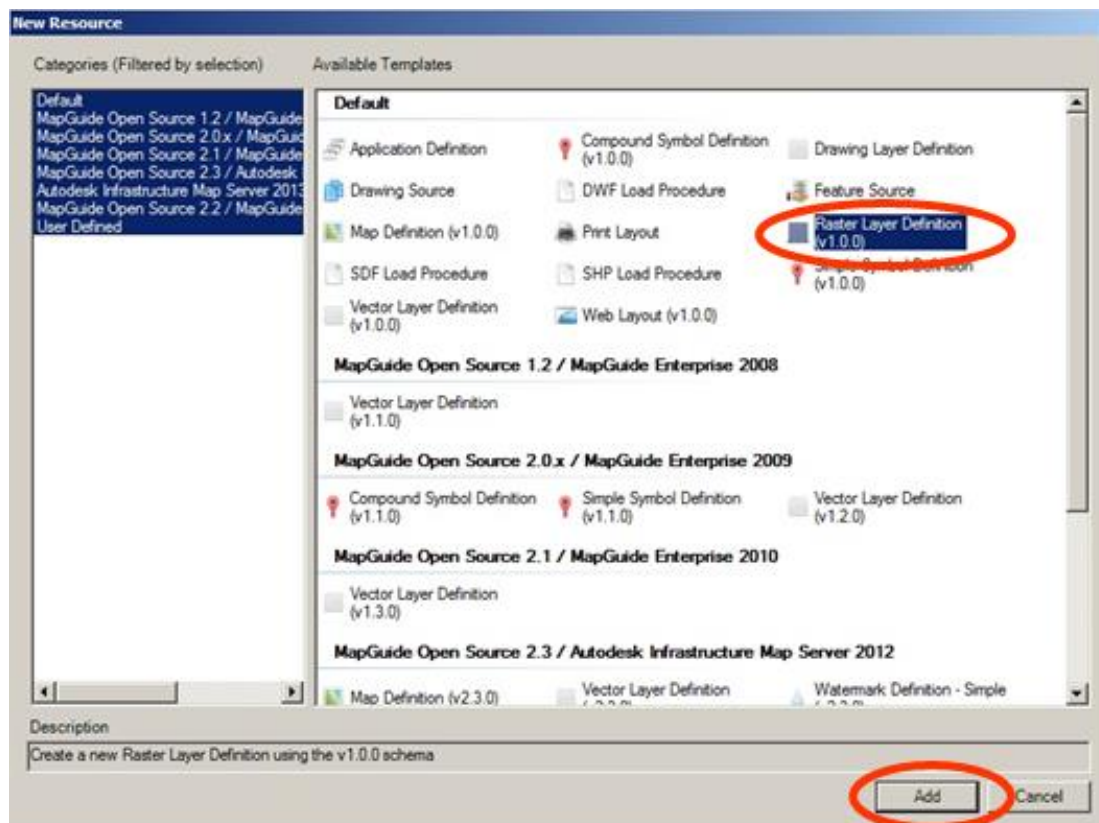 New Resource
Categories (Filtered by selection)
Available Templates
Default
MapGuide Open Source 1.2 / MapGuide
MapGuide Open Source 2.0.x / MapGuid
MapGuide Open Source 2.1 / MapGuide
MapGuide Open Source 2.3 / Autodesk
Autodesk Infrastructure Map Server 2013
MapGuide Open Source 2.2 / MapGuide
User Defined
Default
Application Definition
Compound Symbol Definition
(v1.0.0)
Drawing Layer Definition
Drawing Source
DWF Load Procedure
Feature Source
Map Definition (v1.0.0)
Print Layout
Raster Layer Definition
(v1.0.0)
SDF Load Procedure
SHP Load Procedure
Simple Symbol Definition
(v1.0.0)
Vector Layer Definition
(v1.0.0)
Web Layout (v1.0.0)
MapGuide Open Source 1.2 / MapGuide Enterprise 2008
Vector Layer Definition
(v1.1.0)
MapGuide Open Source 2.0.x / MapGuide Enterprise 2009
Compound Symbol Definition
(v1.1.0)
Simple Symbol Definition
(v1.1.0)
Vector Layer Definition
(v1.2.0)
MapGuide Open Source 2.1 / MapGuide Enterprise 2010
Vector Layer Definition
(v1.3.0)
MapGuide Open Source 2.3 / Autodesk Infrastructure Map Server 2012
Map Definition (v2.3.0)
Vector Layer Definition
Watermark Definition - Simple
Description
Create a new Raster Layer Definition using the v1.0.0 schema
Add
Cancel